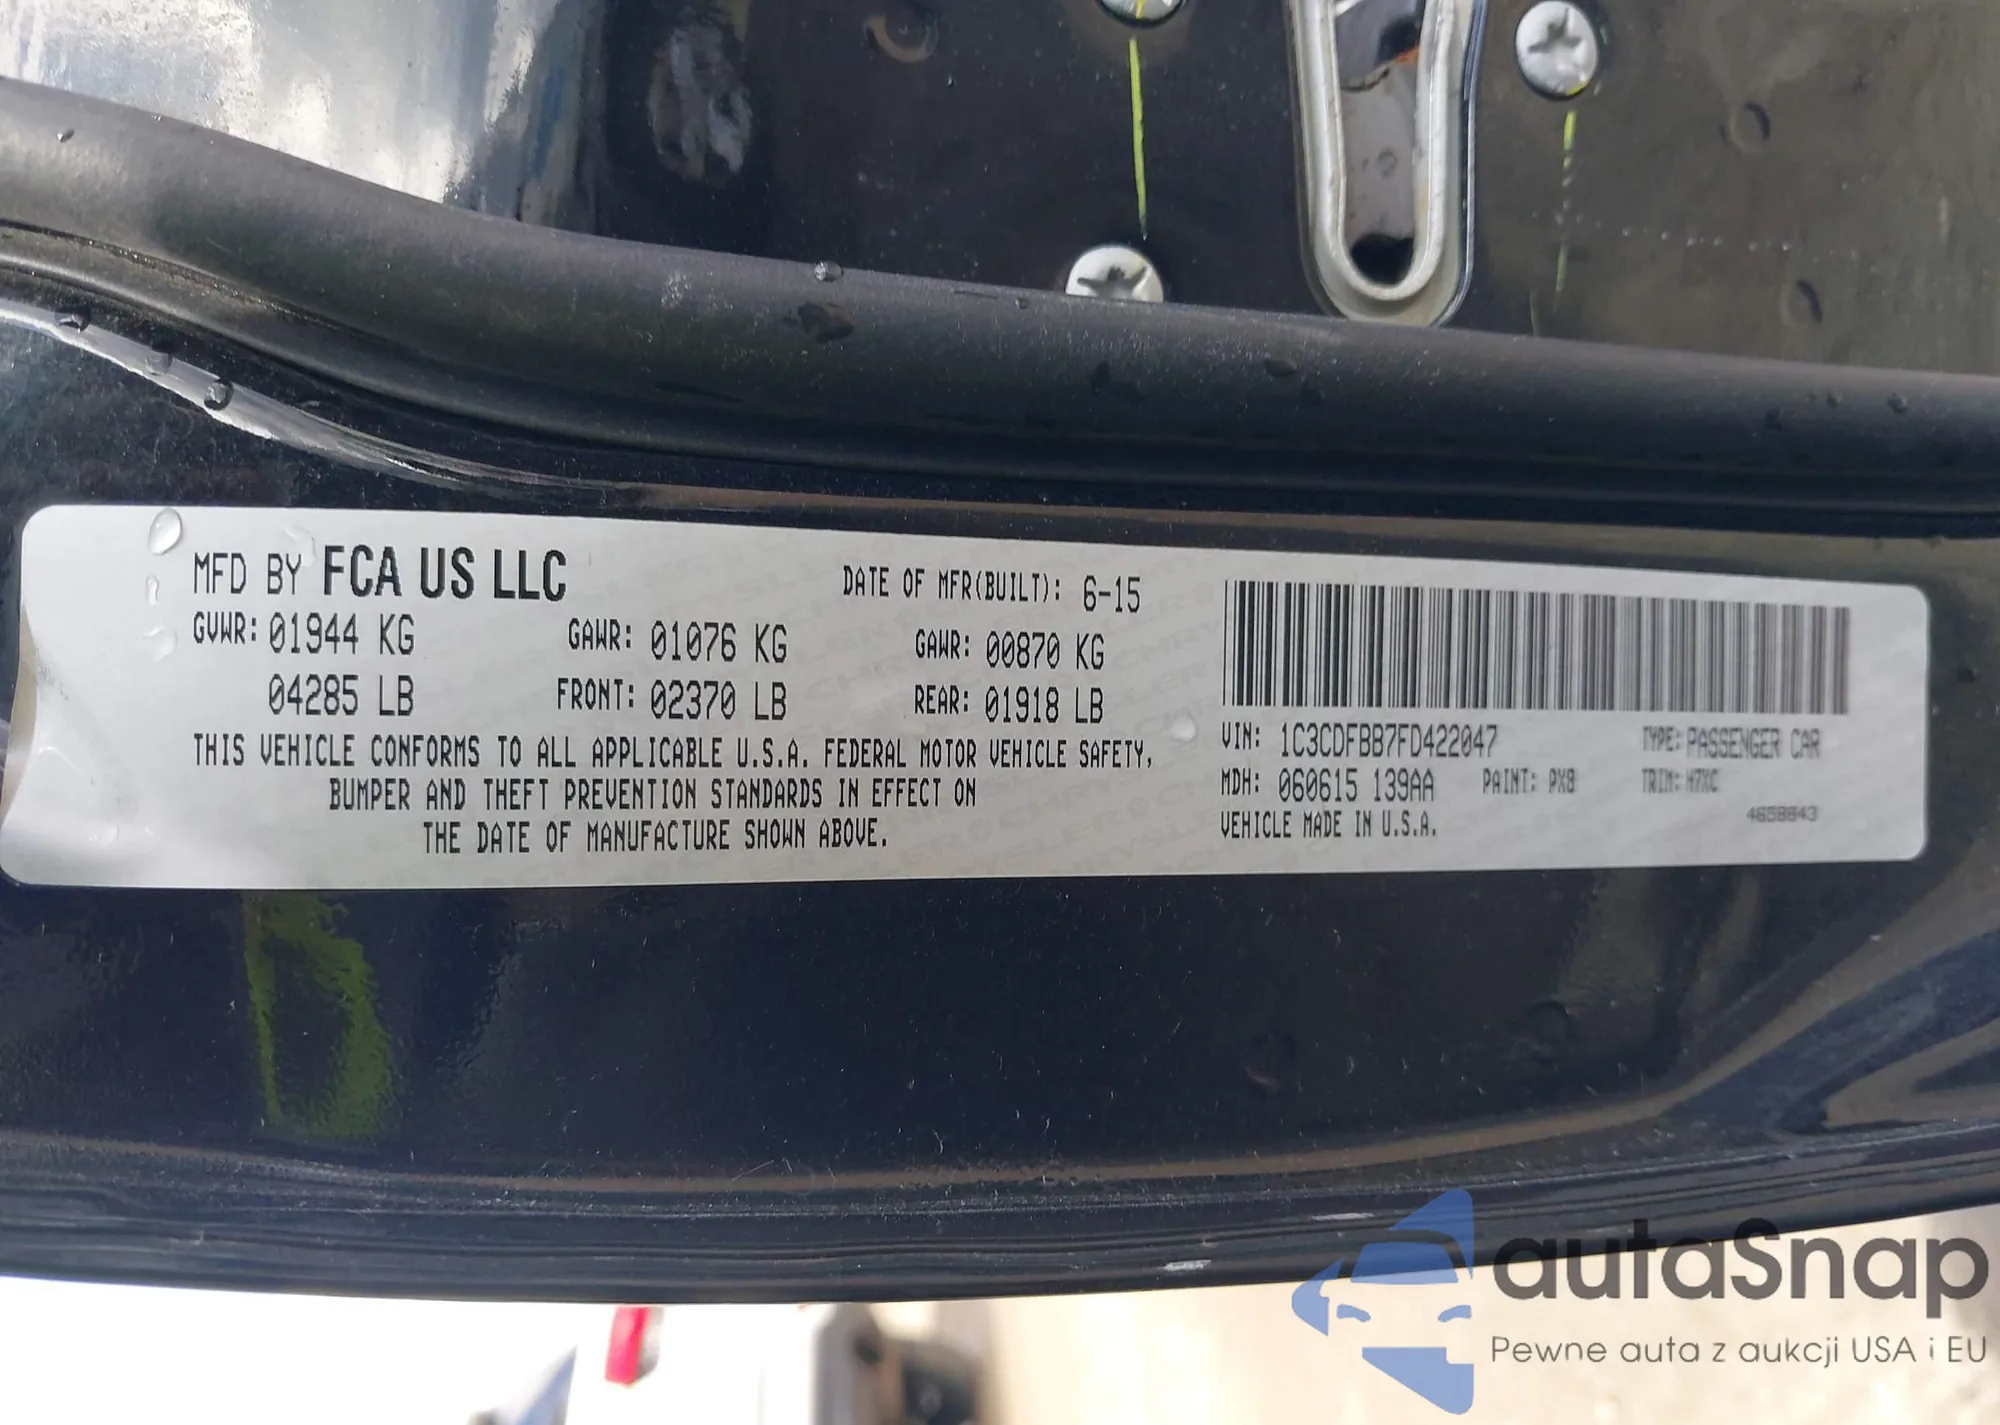 MFD BY FCA US LLC DATE OF MFR(BUILT): 6-15
GVWR: 01944 KG GAWR: 01076 KG GAWR: 00870 KG
04285 LB FRONT: 02370 LB REAR: 01918 LB
THIS VEHICLE CONFORMS TO ALL APPLICABLE U.S.A. FEDERAL MOTOR VEHICLE SAFETY,
BUMPER AND THEFT PREVENTION STANDARDS IN EFFECT ON
THE DATE OF MANUFACTURE SHOWN ABOVE.
VIN: 1C3CDFBB7FD422047 TYPE: PASSENGER CAR
MDH: 060615 139AA PAINT: PX8 TRIM: H7XC
VEHICLE MADE IN U.S.A. 4658843
autaSnap
Pewne auta z aukcji USA i EU